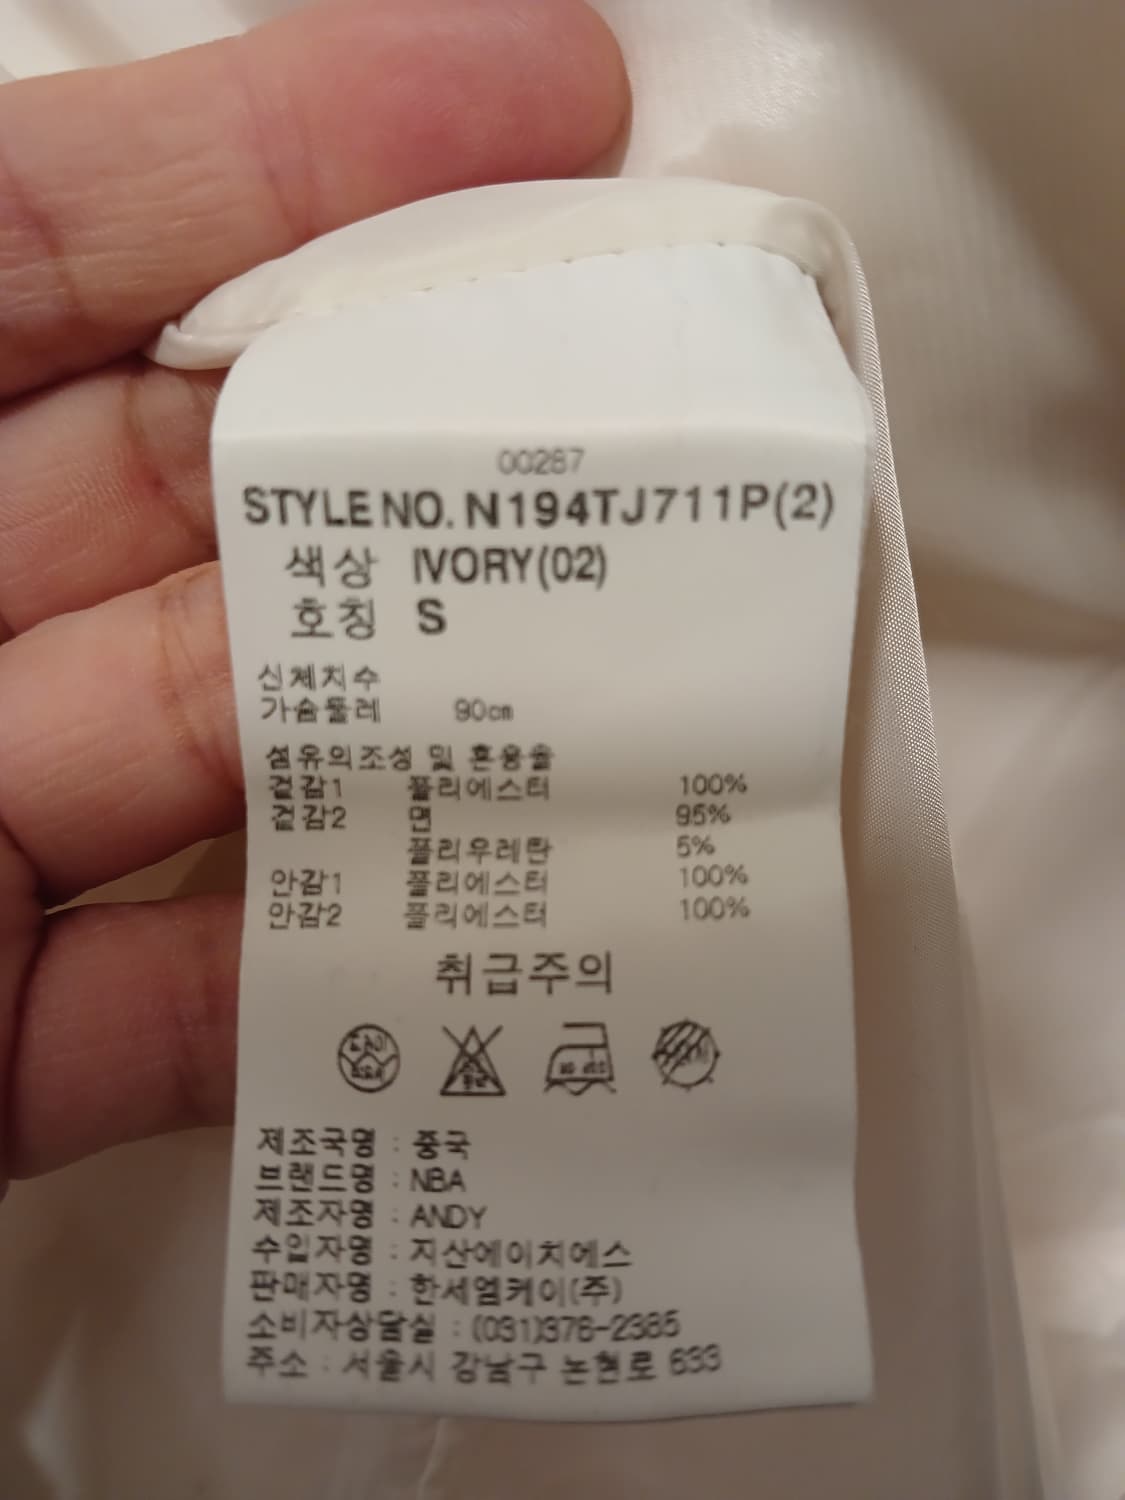 00287
STYLE NO. N194TJ711P(2)
색상 IVORY(02)
호칭 S
신체치수
가슴둘레 90cm
섬유의조성 및 혼용율
겉감1 폴리에스터 100%
겉감2 면 95%
폴리우레탄 5%
안감1 폴리에스터 100%
안감2 폴리에스터 100%
취급주의
제조국명 : 중국
브랜드명 : NBA
제조자명 : ANDY
수입자명 : 지산에이치에스
판매자명 : 한세엠케이(주)
소비자상담실 : (031)376-2385
주소 : 서울시 강남구 논현로 633